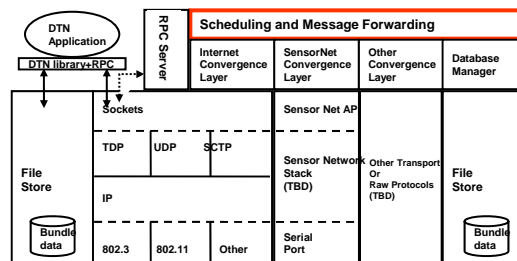 DTN
Application
DTN library+RPC
RPC Server
Scheduling and Message Forwarding
Internet
Convergence
Layer
SensorNet
Convergence
Layer
Other
Convergence
Layer
Database
Manager
Sockets
Sensor Net AP
TDP
UDP
SCTP
Sensor Network
Stack
(TBD)
Other Transport
Or
Raw Protocols
(TBD)
File
Store
File
Store
IP
Bundle
data
802.3
802.11
Other
Serial
Port
Bundle
data